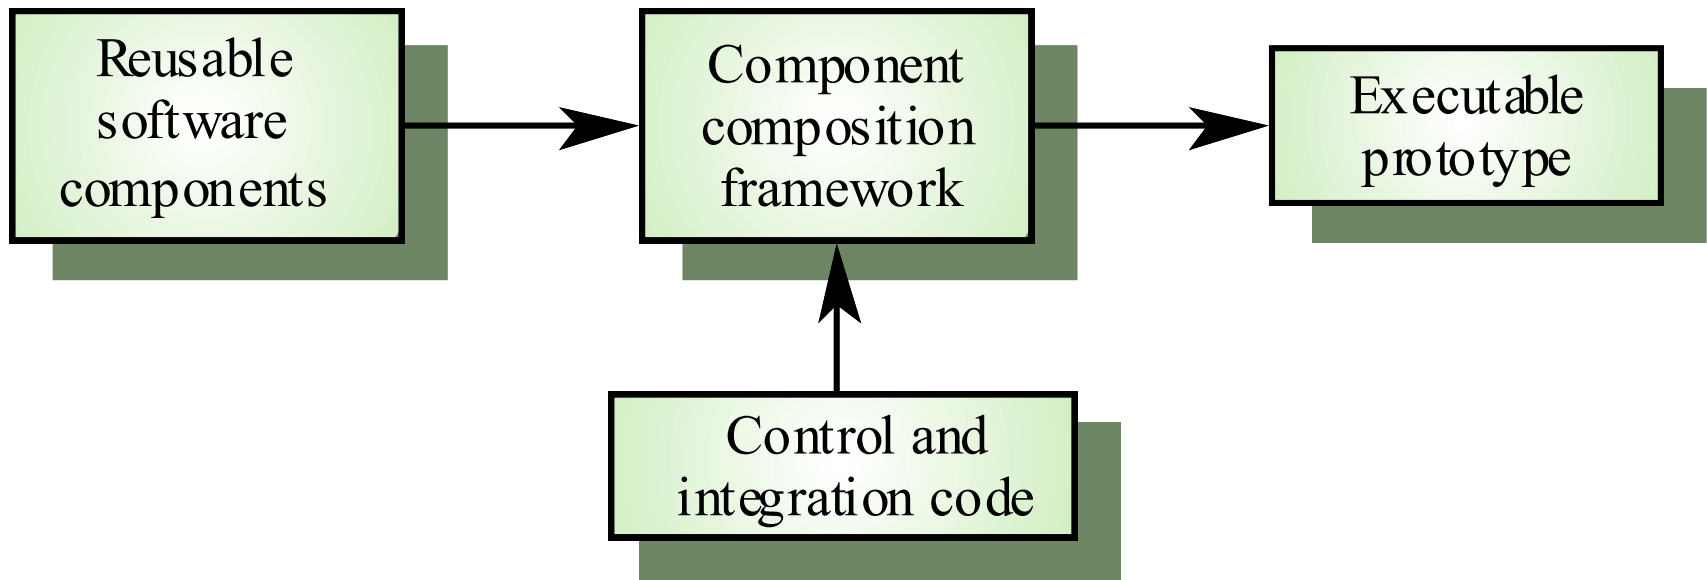 Reusable
software
components
Component
composition
framework
Executable
prototype
Control and
integration code